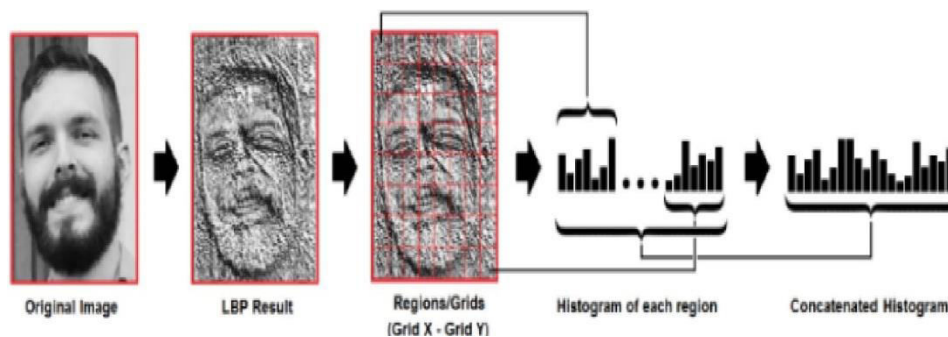 Original Image
LBP Result
Regions/Grids
(Grid X - Grid Y)
Histogram of each region
Concatenated Histogram